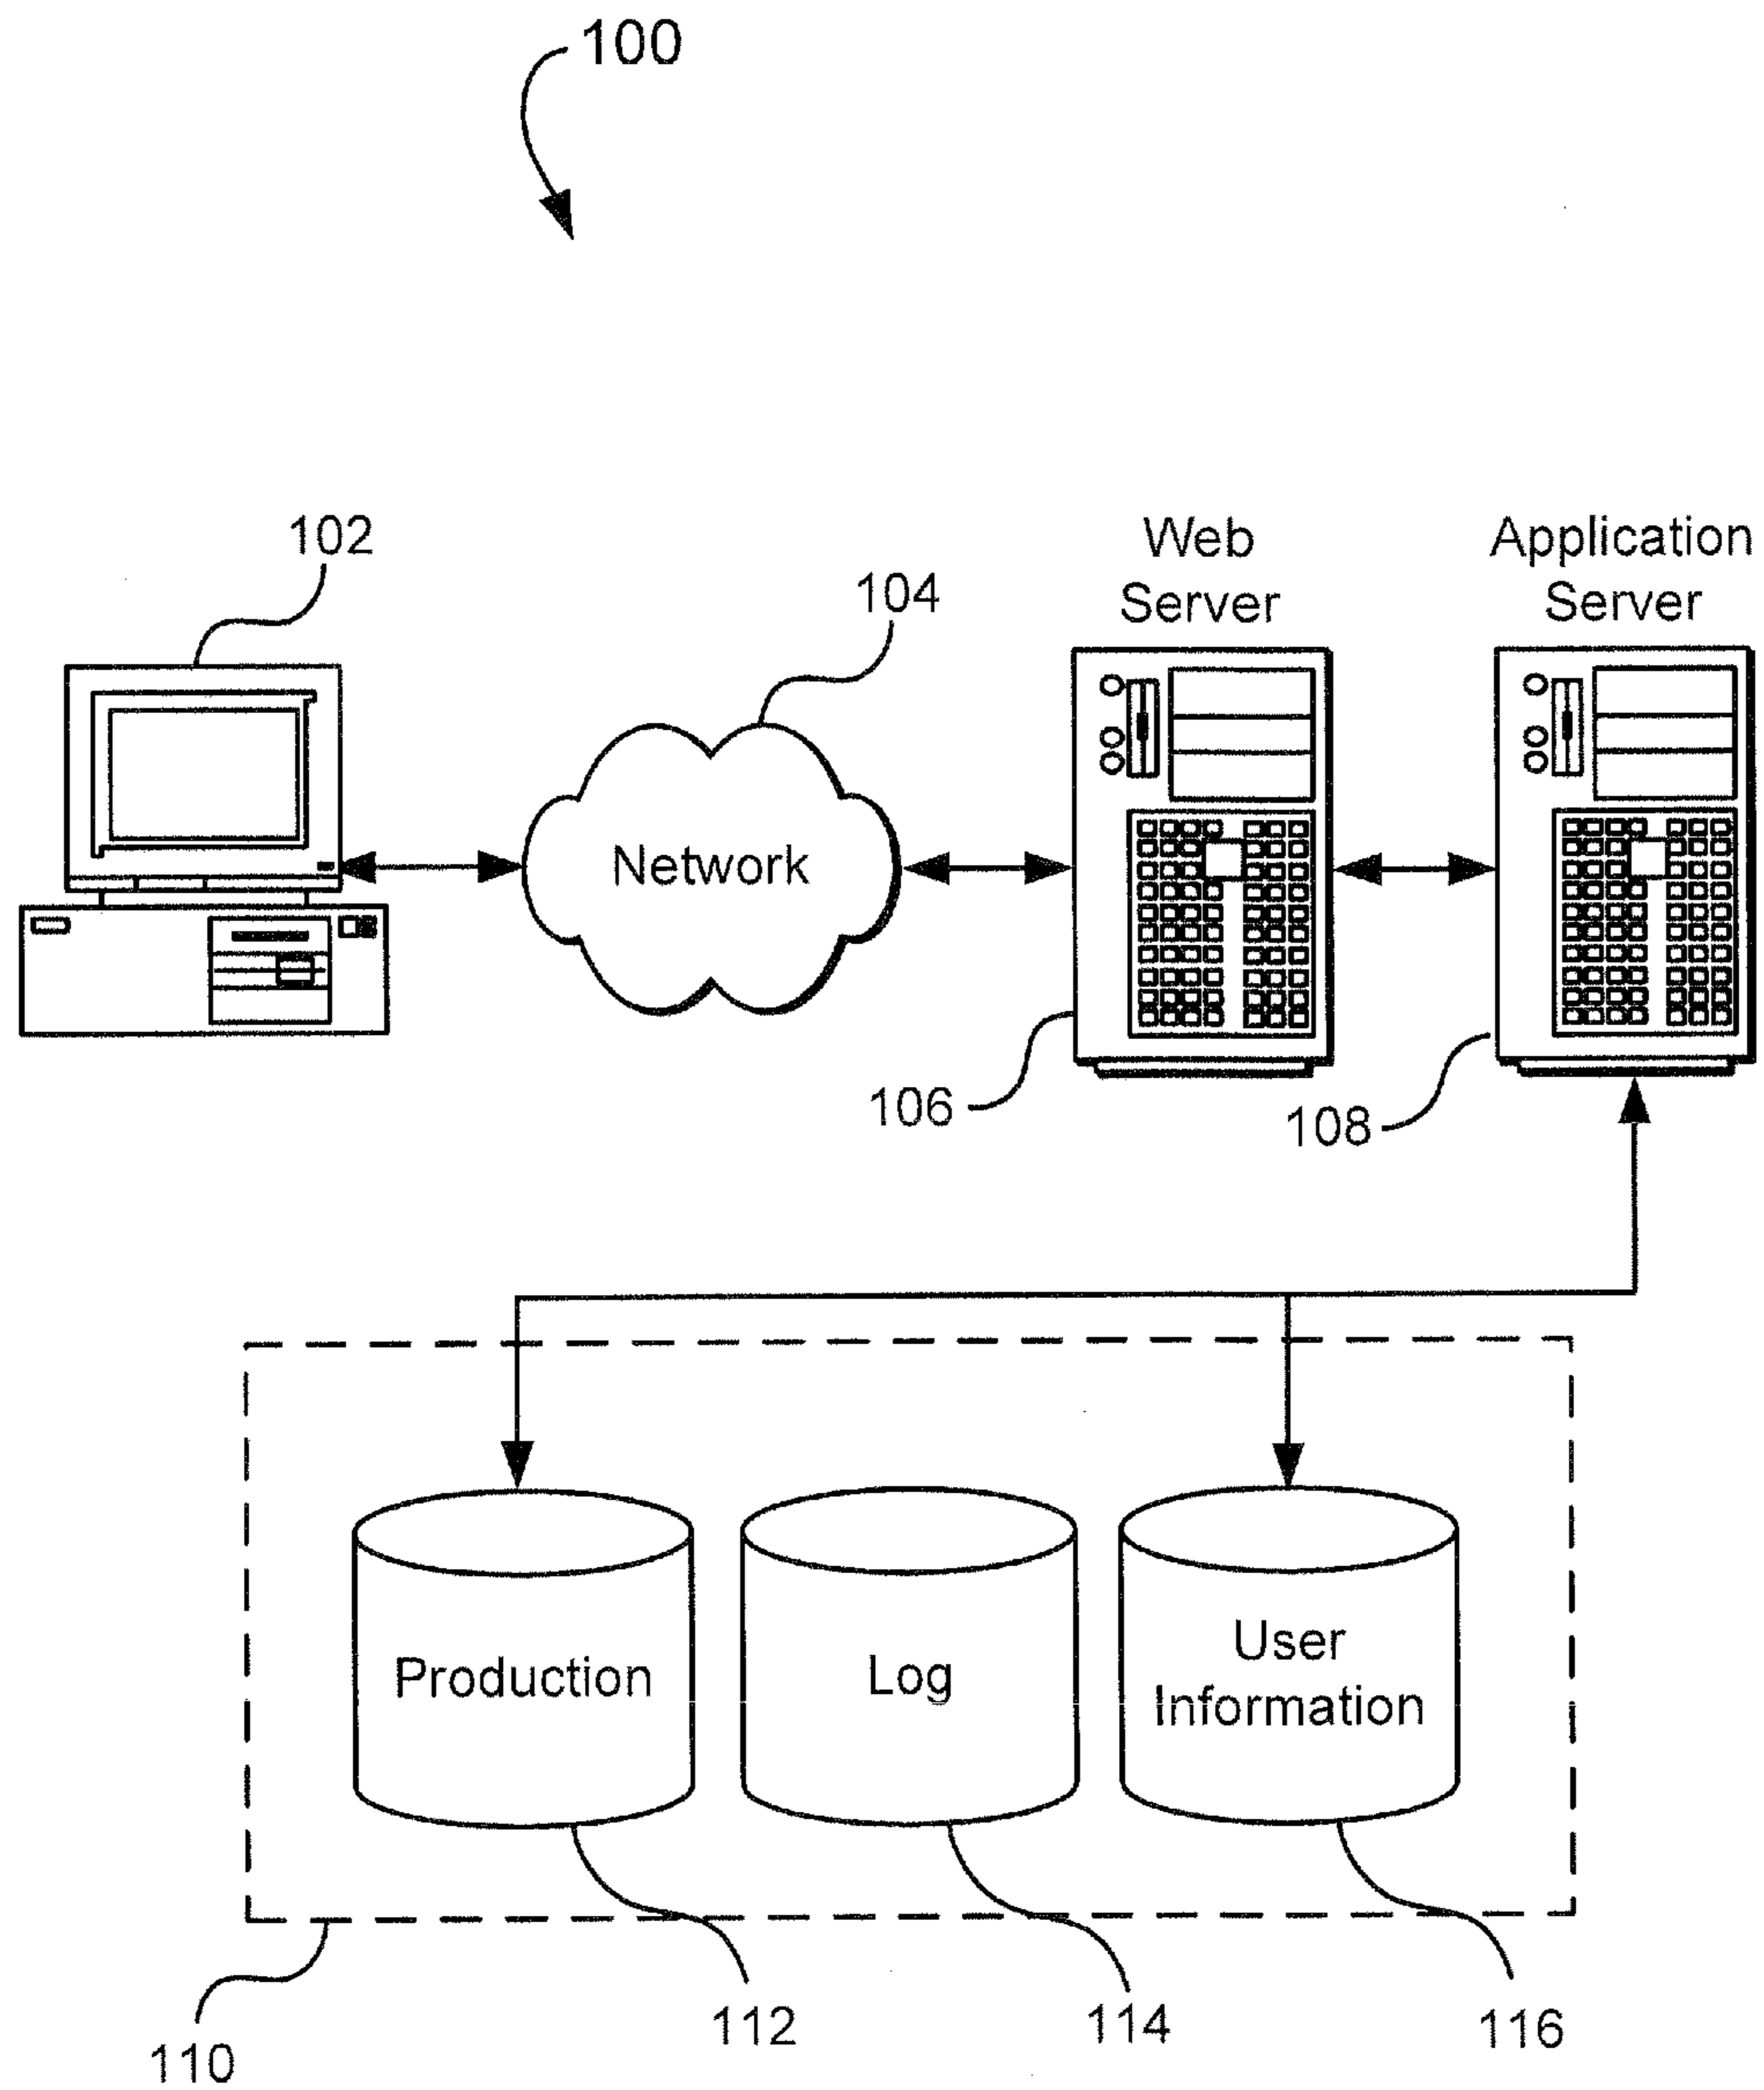 100
102
104
Web
Server
Application
Server
Network
106
108
Production
Log
User
Information
110
112
114
116